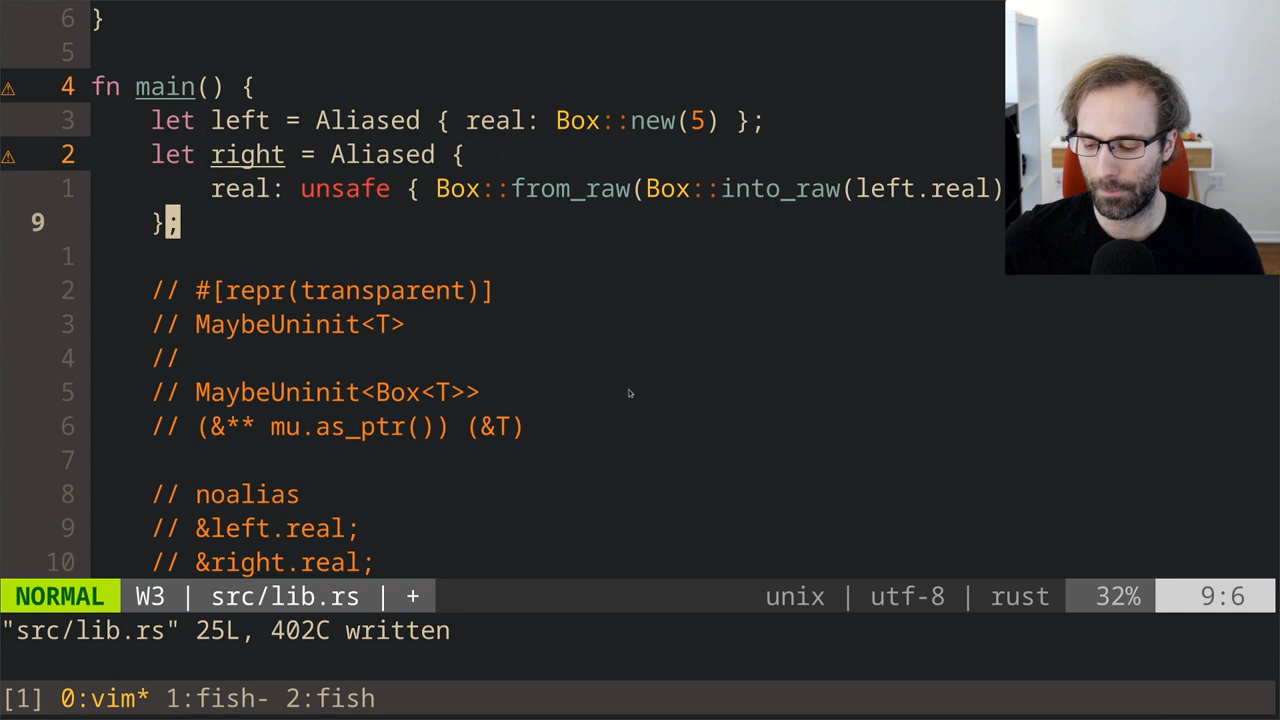 6 }
5
⚠ 4 fn main() {
3 let left = Aliased { real: Box::new(5) };
⚠ 2 let right = Aliased {
1 real: unsafe { Box::from_raw(Box::into_raw(left.real)
9 };
1
2 // #[repr(transparent)]
3 // MaybeUninit<T>
4 //
5 // MaybeUninit<Box<T>>
6 // (&** mu.as_ptr()) (&T)
7
8 // noalias
9 // &left.real;
10 // &right.real;
NORMAL W3 | src/lib.rs | + unix | utf-8 | rust 32% 9:6
"src/lib.rs" 25L, 402C written
[1] 0:vim* 1:fish- 2:fish